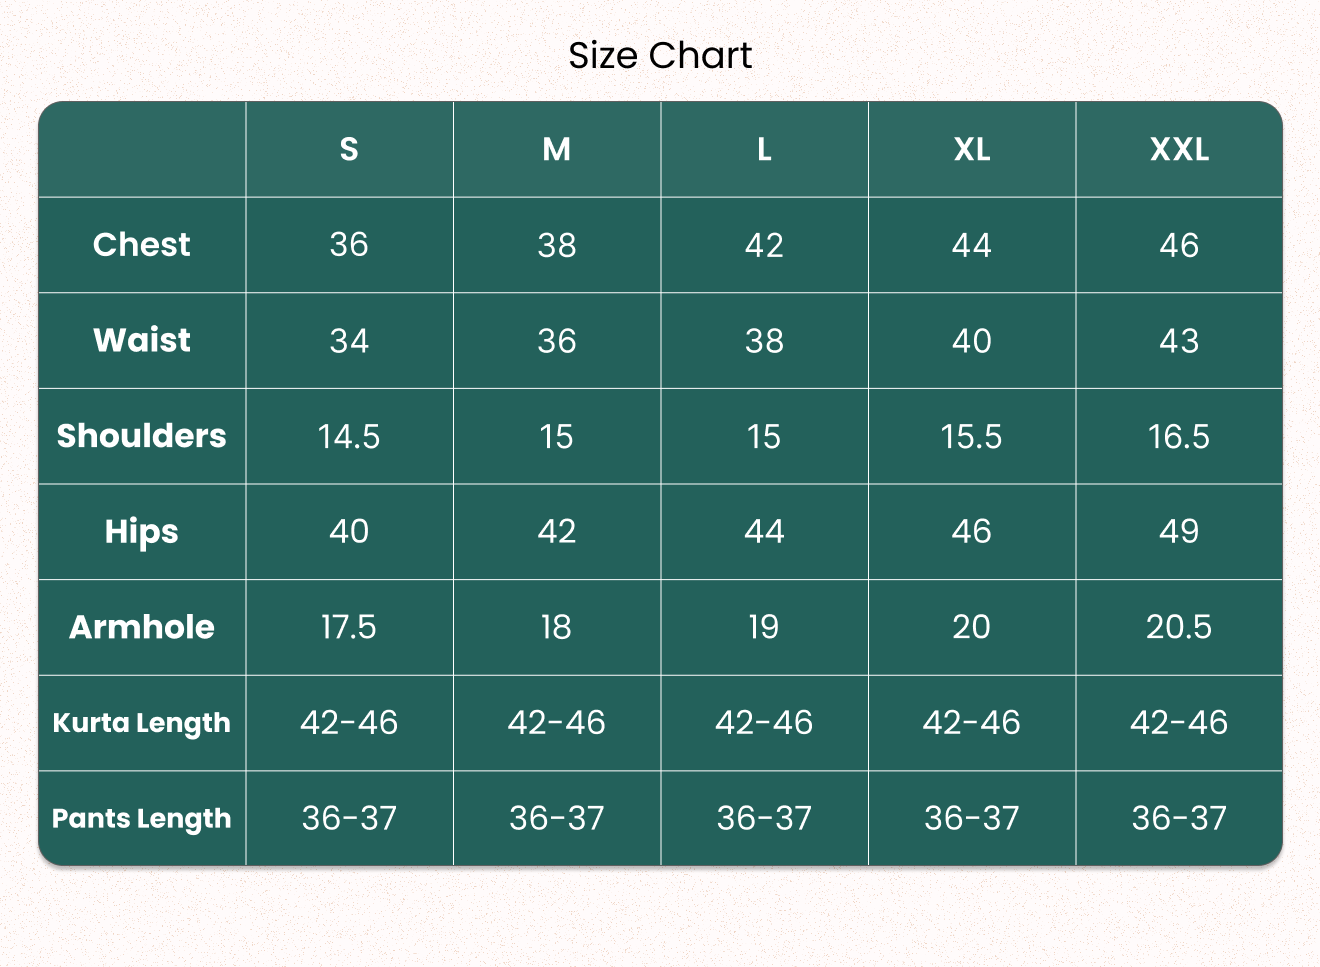 Size Chart
S M L XL XXL
Chest 36 38 42 44 46
Waist 34 36 38 40 43
Shoulders 14.5 15 15 15.5 16.5
Hips 40 42 44 46 49
Armhole 17.5 18 19 20 20.5
Kurta Length 42-46 42-46 42-46 42-46 42-46
Pants Length 36-37 36-37 36-37 36-37 36-37